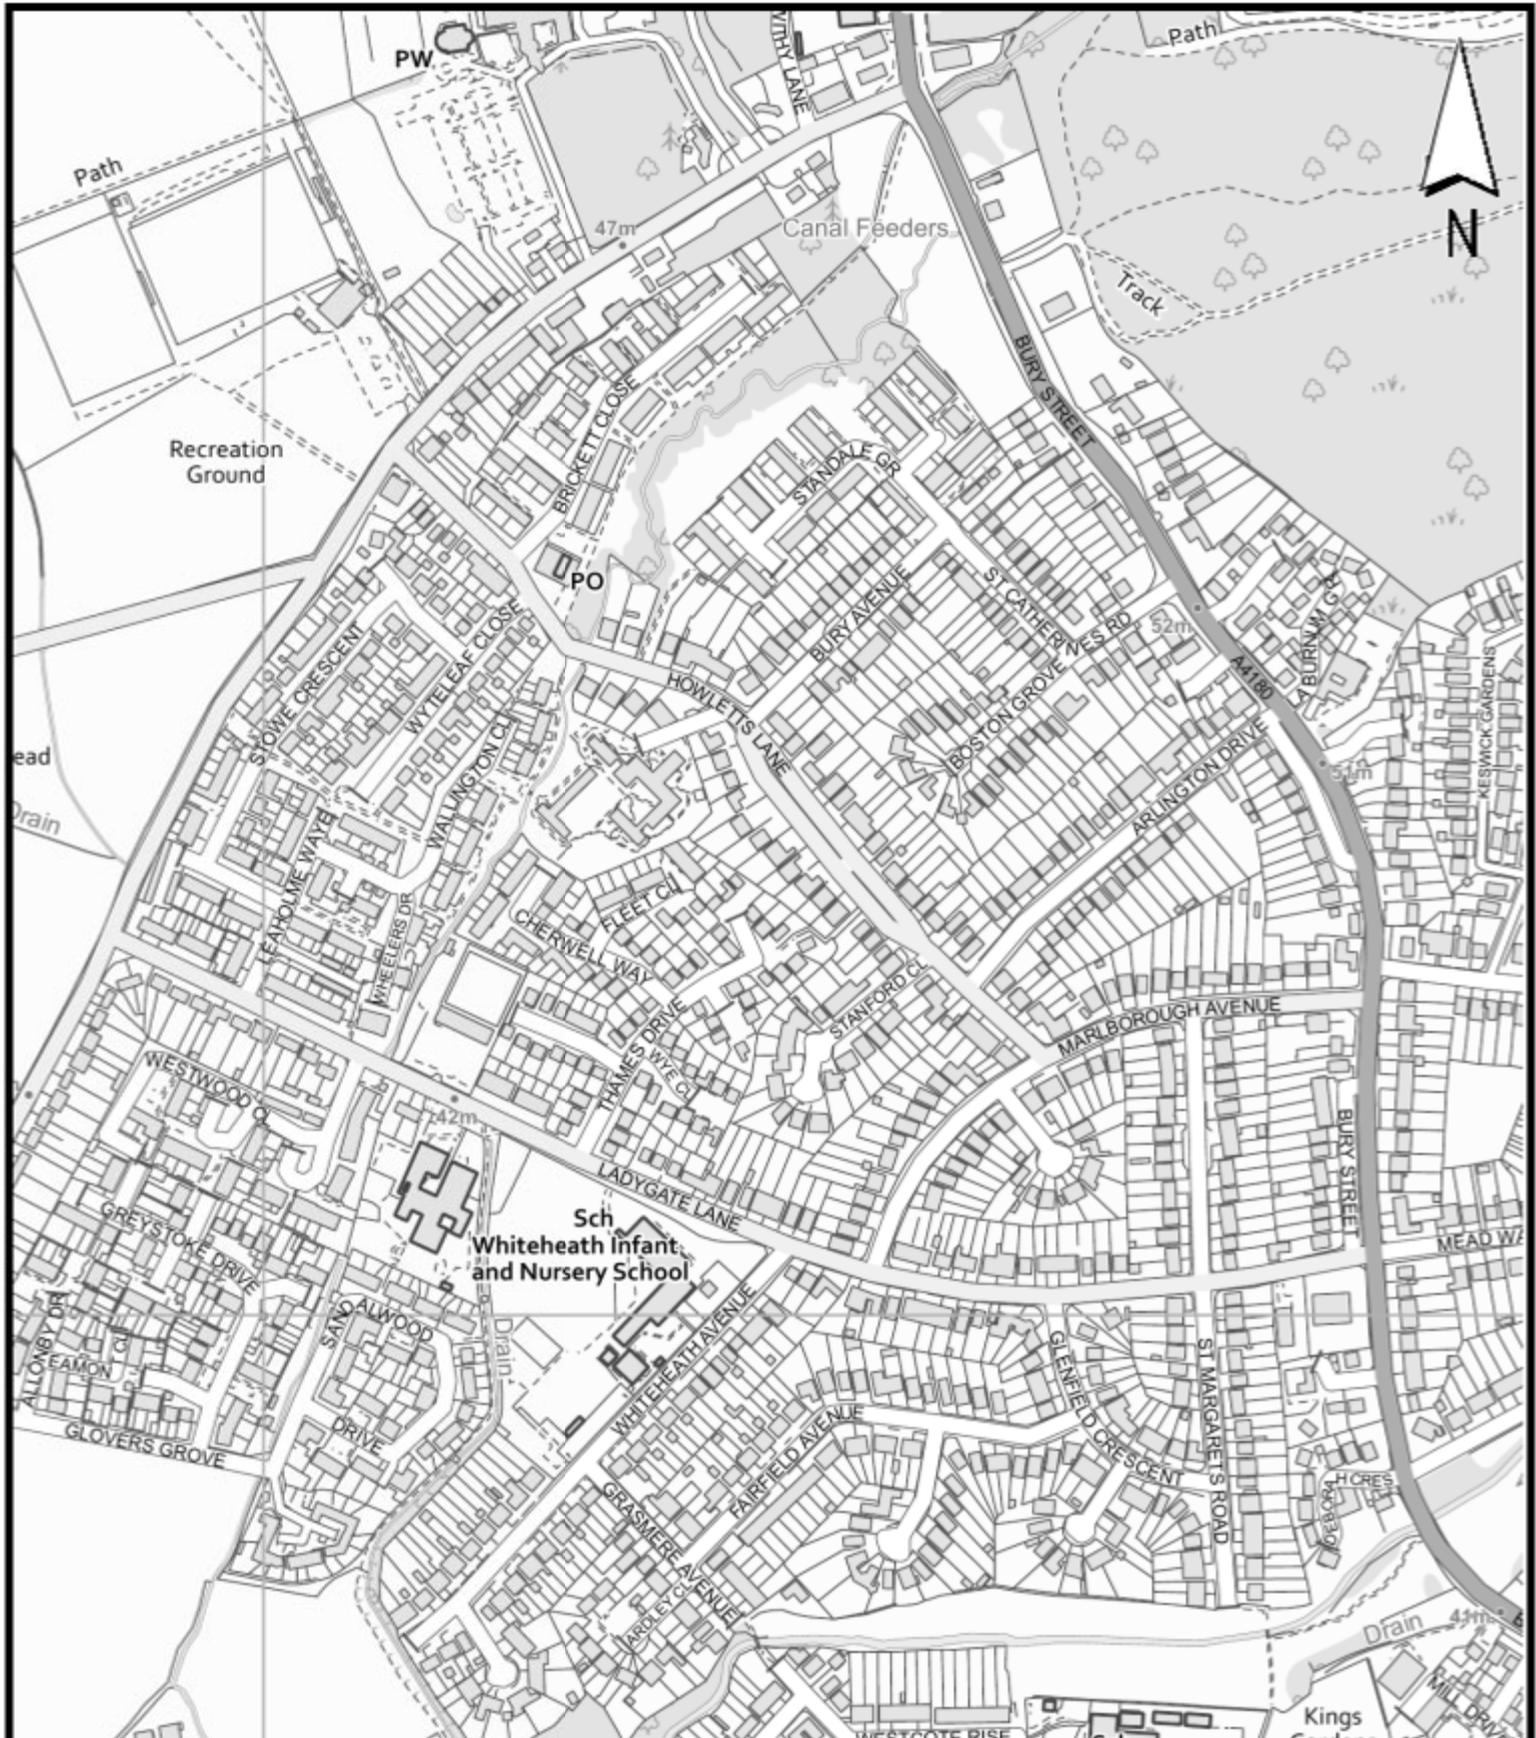 WITHY LANE
Path
PW
N
Path
47m
Canal Feeders
Track
BURY STREET
BRICKETT CLOSE
Recreation
Ground
STANDALE GR
PO
BURY AVENUE
ST CATHERINES RD
52m
STOWE CRESCENT
WYTELEAF CLOSE
LABURNUM GR
A4180
KESWICK GARDENS
HOWLETTS LANE
WALLINGTON CL
BOSTON GROVE
ead
51m
ARLINGTON DRIVE
Drain
LEAHOLME WAYE
FLEET CL
CHERWELL WAY
WHEELERS DR
STANFORD CL
MARLBOROUGH AVENUE
THAMES DRIVE
WYE CL
WESTWOOD CL
42m
BURY STREET
LADYGATE LANE
GREYSTOKE DRIVE
Sch
Whiteheath Infant
and Nursery School
MEAD WA
ALLONBY DR
EAMON CL
SANDALWOOD
DRIVE
Drain
WHITEHEATH AVENUE
GLENFIELD CRESCENT
ST MARGARETS ROAD
GLOVERS GROVE
FAIRFIELD AVENUE
H CRES
GRASMERE AVENUE
ARDLEY CL
Drain
41m
Kings
MILL DRIVE
WESTCOTE RISE